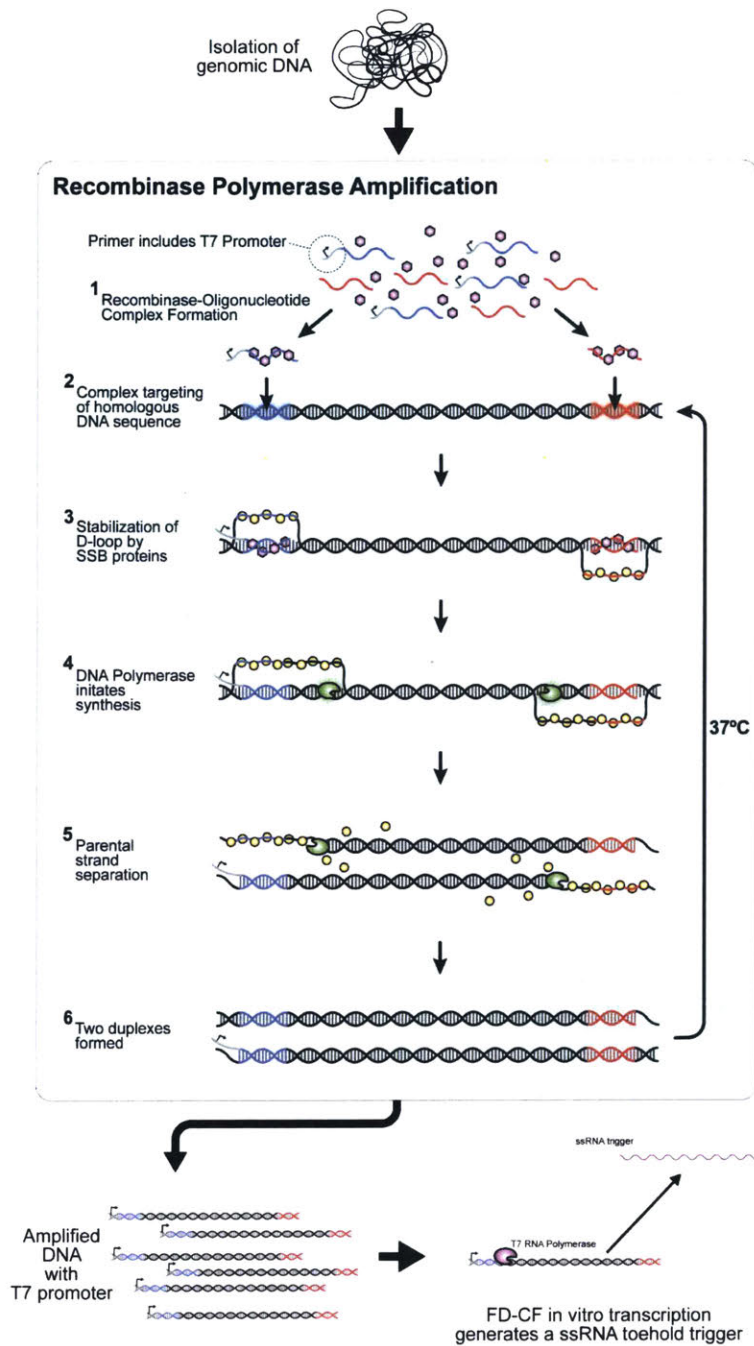 Isolation of
genomic DNA
Recombinase Polymerase Amplification
Primer includes T7 Promoter
1 Recombinase-Oligonucleotide
Complex Formation
2 Complex targeting
of homologous
DNA sequence
3 Stabilization of
D-loop by
SSB proteins
4 DNA Polymerase
initates
synthesis
37ºC
5 Parental
strand
separation
6 Two duplexes
formed
ssRNA trigger
Amplified
DNA
with
T7 promoter
T7 RNA Polymerase
FD-CF in vitro transcription
generates a ssRNA toehold trigger